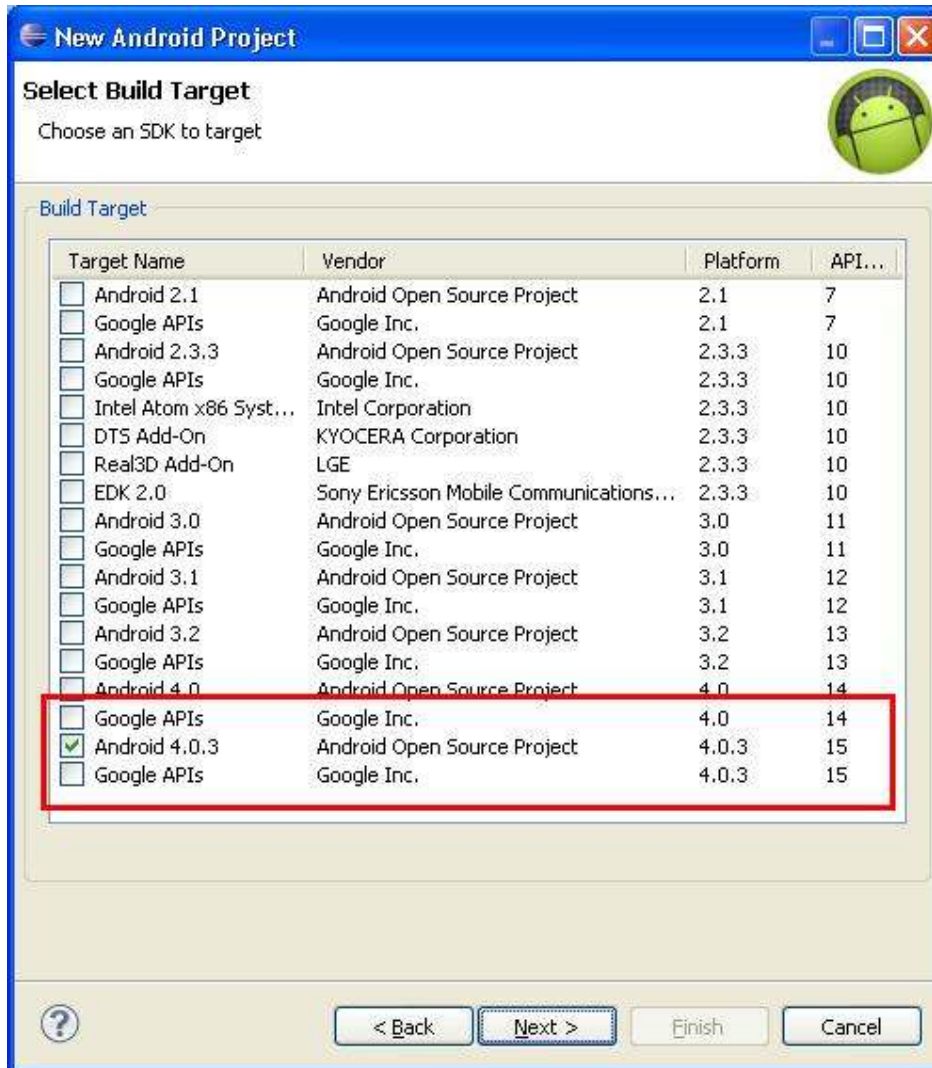 New Android Project
Select Build Target
Choose an SDK to target
Build Target
Target Name Vendor Platform API...
Android 2.1 Android Open Source Project 2.1 7
Google APIs Google Inc. 2.1 7
Android 2.3.3 Android Open Source Project 2.3.3 10
Google APIs Google Inc. 2.3.3 10
Intel Atom x86 Syst... Intel Corporation 2.3.3 10
DTS Add-On KYOCERA Corporation 2.3.3 10
Real3D Add-On LGE 2.3.3 10
EDK 2.0 Sony Ericsson Mobile Communications... 2.3.3 10
Android 3.0 Android Open Source Project 3.0 11
Google APIs Google Inc. 3.0 11
Android 3.1 Android Open Source Project 3.1 12
Google APIs Google Inc. 3.1 12
Android 3.2 Android Open Source Project 3.2 13
Google APIs Google Inc. 3.2 13
Android 4.0 Android Open Source Project 4.0 14
Google APIs Google Inc. 4.0 14
Android 4.0.3 Android Open Source Project 4.0.3 15
Google APIs Google Inc. 4.0.3 15
? < Back Next > Finish Cancel